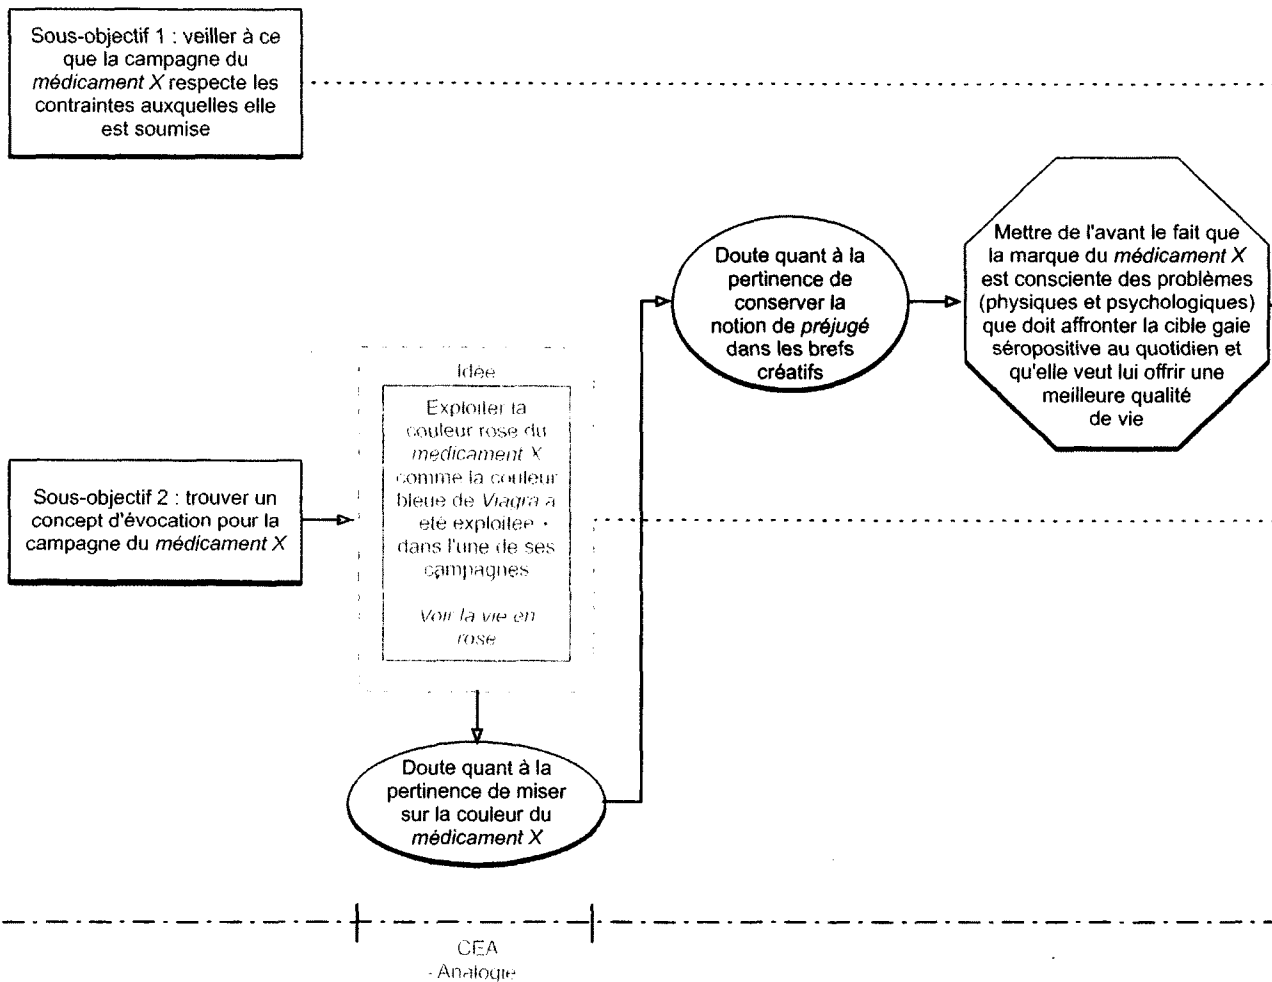 Sous-objectif 1 : veiller à ce
que la campagne du
médicament X respecte les
contraintes auxquelles elle
est soumise
Doute quant à la
pertinence de
conserver la
notion de préjugé
dans les brefs
créatifs
Mettre de l'avant le fait que
la marque du médicament X
est consciente des problèmes
(physiques et psychologiques)
que doit affronter la cible gaie
séropositive au quotidien et
qu'elle veut lui offrir une
meilleure qualité
de vie
Idée
Exploiter la
couleur rose du
médicament X
comme la couleur
bleue de Viagra a
été exploitée
dans l'une de ses
campagnes
Voir la vie en
rose
Sous-objectif 2 : trouver un
concept d'évocation pour la
campagne du médicament X
Doute quant à la
pertinence de miser
sur la couleur du
médicament X
CEA
- Analogie